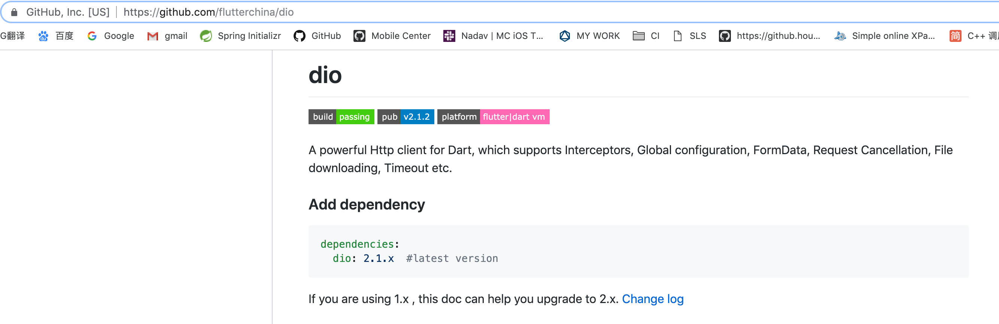 GitHub, Inc. [US] | https://github.com/flutterchina/dio
G翻译 百度 Google gmail Spring Initializr GitHub Mobile Center Nadav | MC iOS T... MY WORK CI SLS https://github.hou... Simple online XPa... 简 C++ 调
dio
build passing pub v2.1.2 platform flutter|dart vm
A powerful Http client for Dart, which supports Interceptors, Global configuration, FormData, Request Cancellation, File
downloading, Timeout etc.
Add dependency
dependencies:
  dio: 2.1.x  #latest version
If you are using 1.x , this doc can help you upgrade to 2.x. Change log